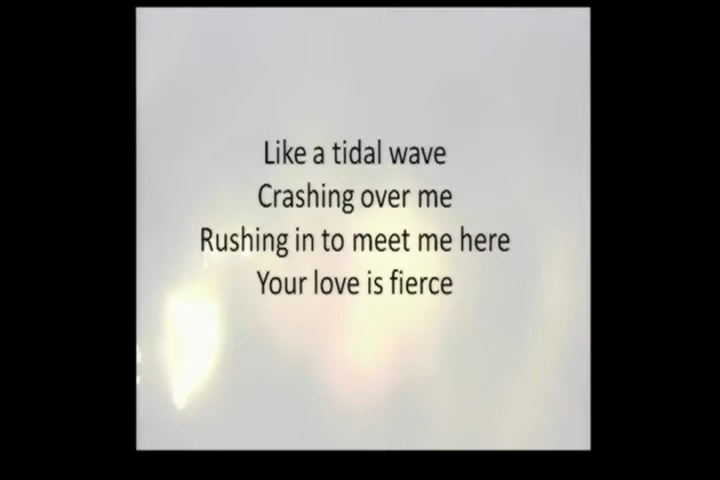 Like a tidal wave
Crashing over me
Rushing in to meet me here
Your love is fierce